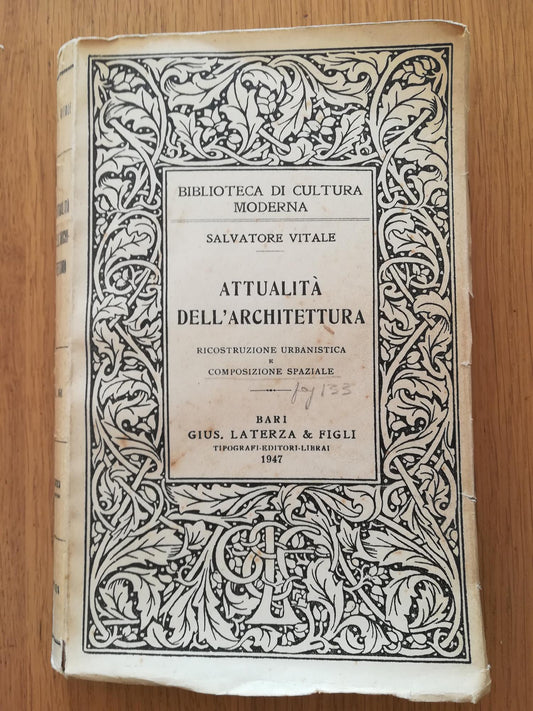 BIBLIOTECA DI CULTURA
MODERNA
SALVATORE VITALE
ATTUALITÀ
DELL'ARCHITETTURA
RICOSTRUZIONE URBANISTICA
E
COMPOSIZIONE SPAZIALE
133
BARI
GIUS. LATERZA & FIGLI
TIPOGRAFI-EDITORI-LIBRAI
1947